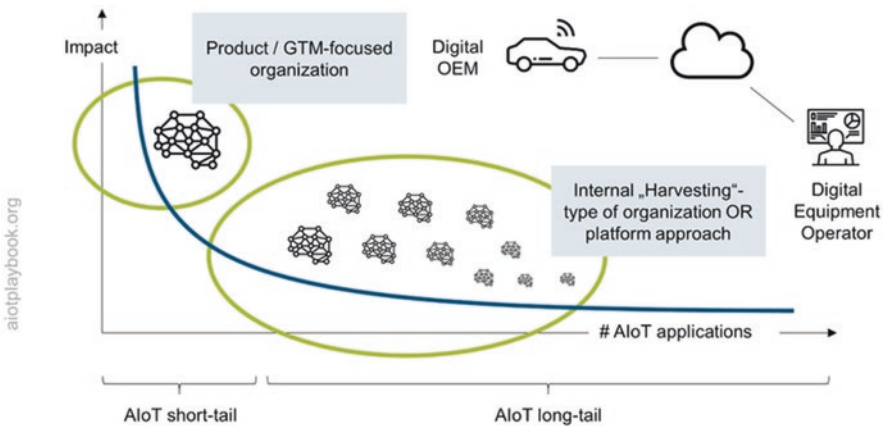 Impact
Product / GTM-focused
organization
Digital
OEM
Internal „Harvesting“-
type of organization OR
platform approach
Digital
Equipment
Operator
# AIoT applications
AIoT short-tail
AIoT long-tail
aiotplaybook.org